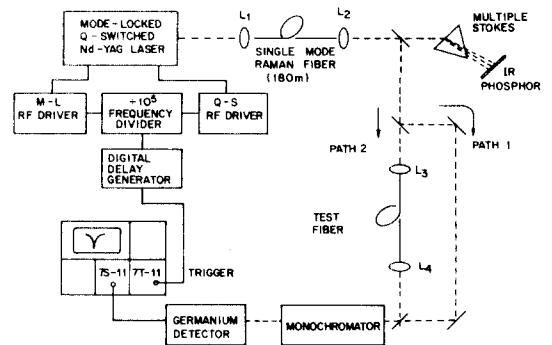 MODE-LOCKED
Q-SWITCHED
Nd-YAG LASER
L1
SINGLE MODE
RAMAN FIBER
(180m)
L2
MULTIPLE
STOKES
IR
PHOSPHOR
M-L
RF DRIVER
÷10⁵
FREQUENCY
DIVIDER
Q-S
RF DRIVER
DIGITAL
DELAY
GENERATOR
PATH 2
PATH 1
L3
TEST
FIBER
L4
7S-11
7T-11
TRIGGER
GERMANIUM
DETECTOR
MONOCHROMATOR